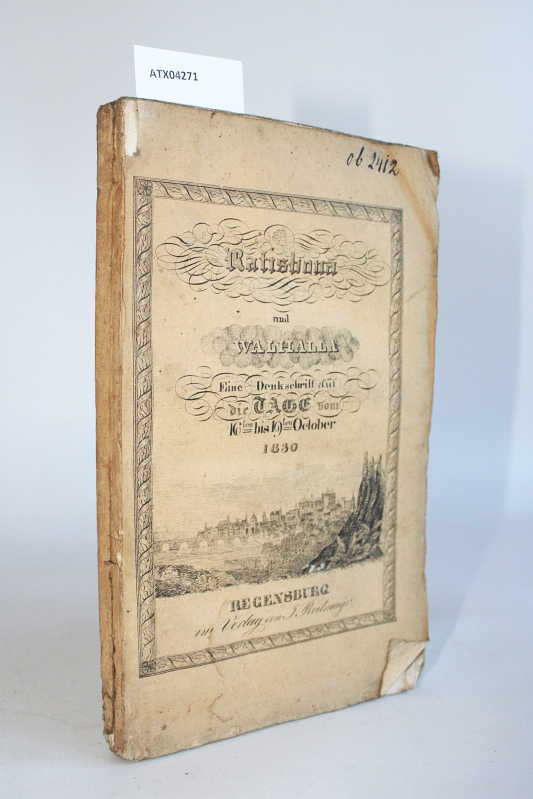 ATX04271
ob 2412
Ratisbona
und
WALHALLA
Eine Denkschrift auf
die TAGE vom
16ten bis 19ten October
1830
REGENSBURG
im Verlag von J. Reitmayr.